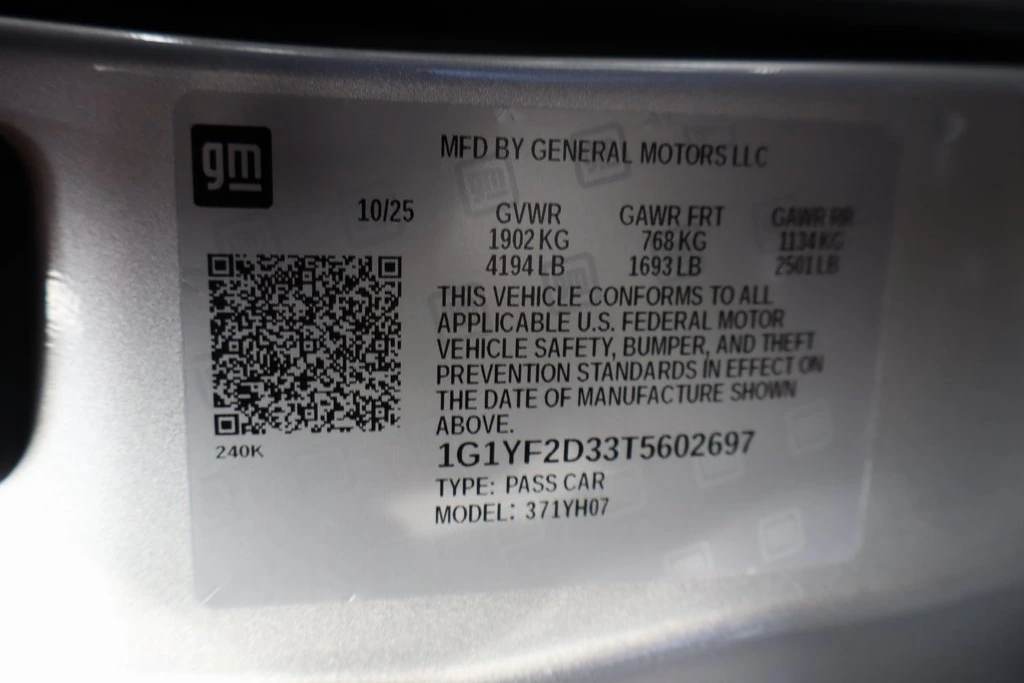 gm
MFD BY GENERAL MOTORS LLC
10/25
GVWR GAWR FRT GAWR RR
1902 KG 768 KG 1134 KG
4194 LB 1693 LB 2501 LB
THIS VEHICLE CONFORMS TO ALL
APPLICABLE U.S. FEDERAL MOTOR
VEHICLE SAFETY, BUMPER, AND THEFT
PREVENTION STANDARDS IN EFFECT ON
THE DATE OF MANUFACTURE SHOWN
ABOVE.
240K
1G1YF2D33T5602697
TYPE: PASS CAR
MODEL: 371YH07